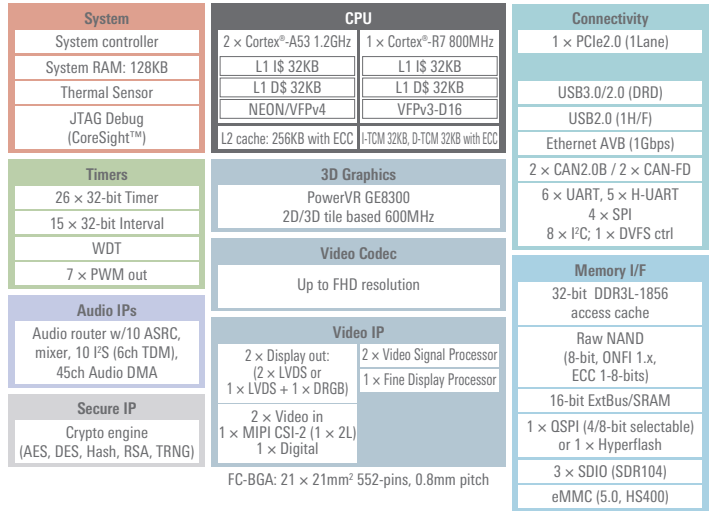 System
System controller
System RAM: 128KB
Thermal Sensor
JTAG Debug
(CoreSight™)
Timers
26 × 32-bit Timer
15 × 32-bit Interval
WDT
7 × PWM out
Audio IPs
Audio router w/10 ASRC,
mixer, 10 I²S (6ch TDM),
45ch Audio DMA
Secure IP
Crypto engine
(AES, DES, Hash, RSA, TRNG)
CPU
2 × Cortex®-A53 1.2GHz
L1 I$ 32KB
L1 D$ 32KB
NEON/VFPv4
L2 cache: 256KB with ECC
1 × Cortex®-R7 800MHz
L1 I$ 32KB
L1 D$ 32KB
VFPv3-D16
I-TCM 32KB, D-TCM 32KB with ECC
3D Graphics
PowerVR GE8300
2D/3D tile based 600MHz
Video Codec
Up to FHD resolution
Video IP
2 × Display out:
(2 × LVDS or
1 × LVDS + 1 × DRGB)
2 × Video in
1 × MIPI CSI-2 (1 × 2L)
1 × Digital
2 × Video Signal Processor
1 × Fine Display Processor
FC-BGA: 21 × 21mm² 552-pins, 0.8mm pitch
Connectivity
1 × PCIe2.0 (1Lane)
USB3.0/2.0 (DRD)
USB2.0 (1H/F)
Ethernet AVB (1Gbps)
2 × CAN2.0B / 2 × CAN-FD
6 × UART, 5 × H-UART
4 × SPI
8 × I²C; 1 × DVFS ctrl
Memory I/F
32-bit DDR3L-1856
access cache
Raw NAND
(8-bit, ONFI 1.x,
ECC 1-8-bits)
16-bit ExtBus/SRAM
1 × QSPI (4/8-bit selectable)
or 1 × Hyperflash
3 × SDIO (SDR104)
eMMC (5.0, HS400)